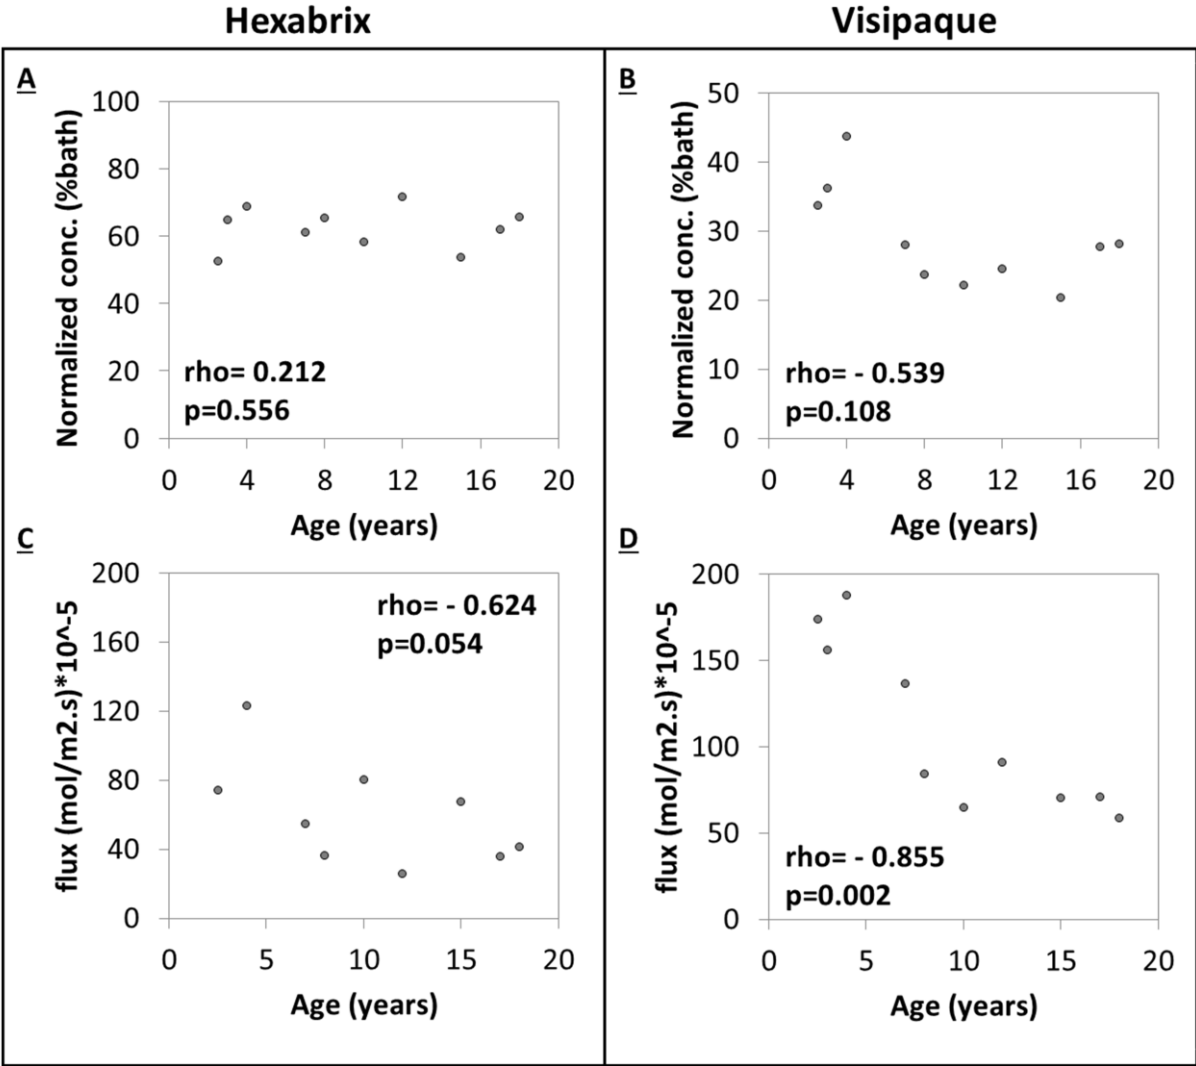 Hexabrix
Visipaque
A
Normalized conc. (%bath)
100
80
60
40
20
0
rho= 0.212
p=0.556
0 4 8 12 16 20
Age (years)
B
Normalized conc. (%bath)
50
40
30
20
10
0
rho= - 0.539
p=0.108
0 4 8 12 16 20
Age (years)
C
flux (mol/m2.s)*10^-5
200
160
120
80
40
0
rho= - 0.624
p=0.054
0 5 10 15 20
Age (years)
D
flux (mol/m2.s)*10^-5
200
150
100
50
0
rho= - 0.855
p=0.002
0 5 10 15 20
Age (years)